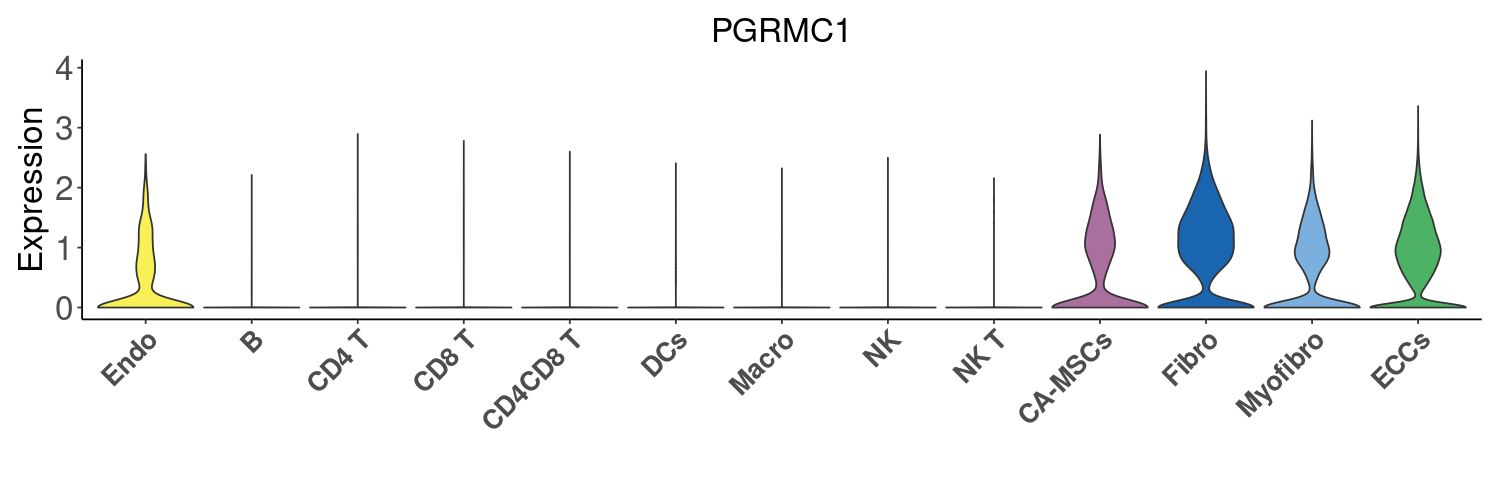 PGRMC1
Expression
4
3
2
1
0
Endo
B
CD4 T
CD8 T
CD4CD8 T
DCs
Macro
NK
NK T
CA-MSCs
Fibro
Myofibro
ECCs